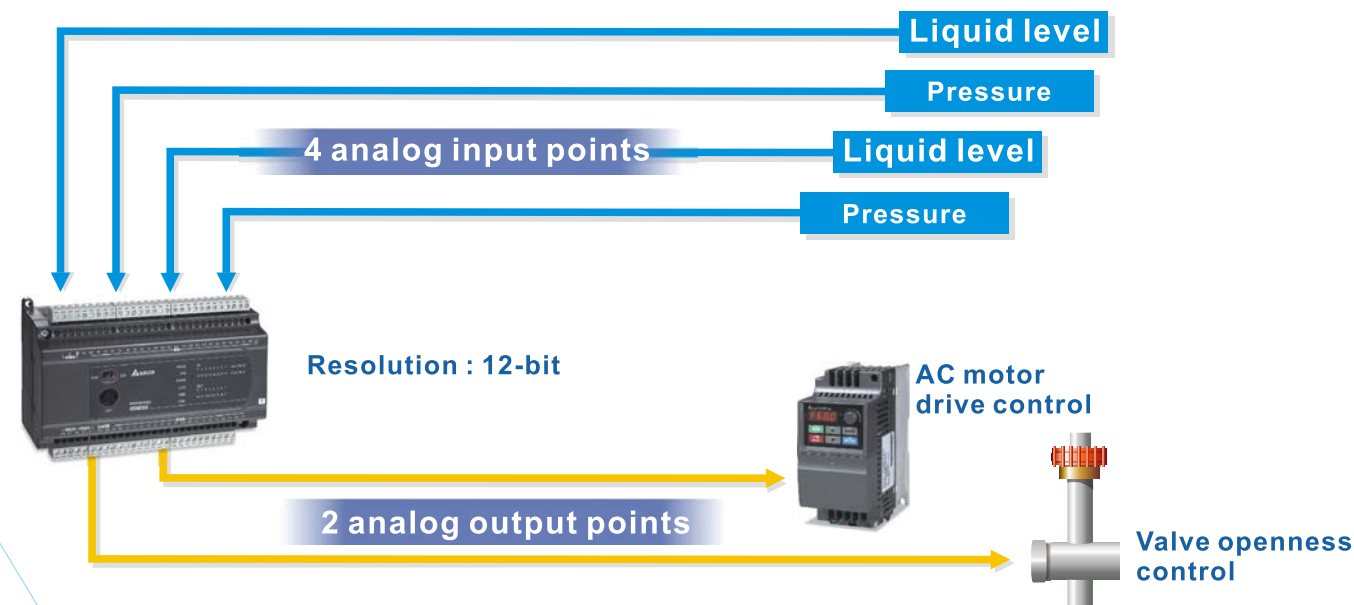 Liquid level
Pressure
4 analog input points
Liquid level
Pressure
Resolution : 12-bit
AC motor
drive control
2 analog output points
Valve openness
control